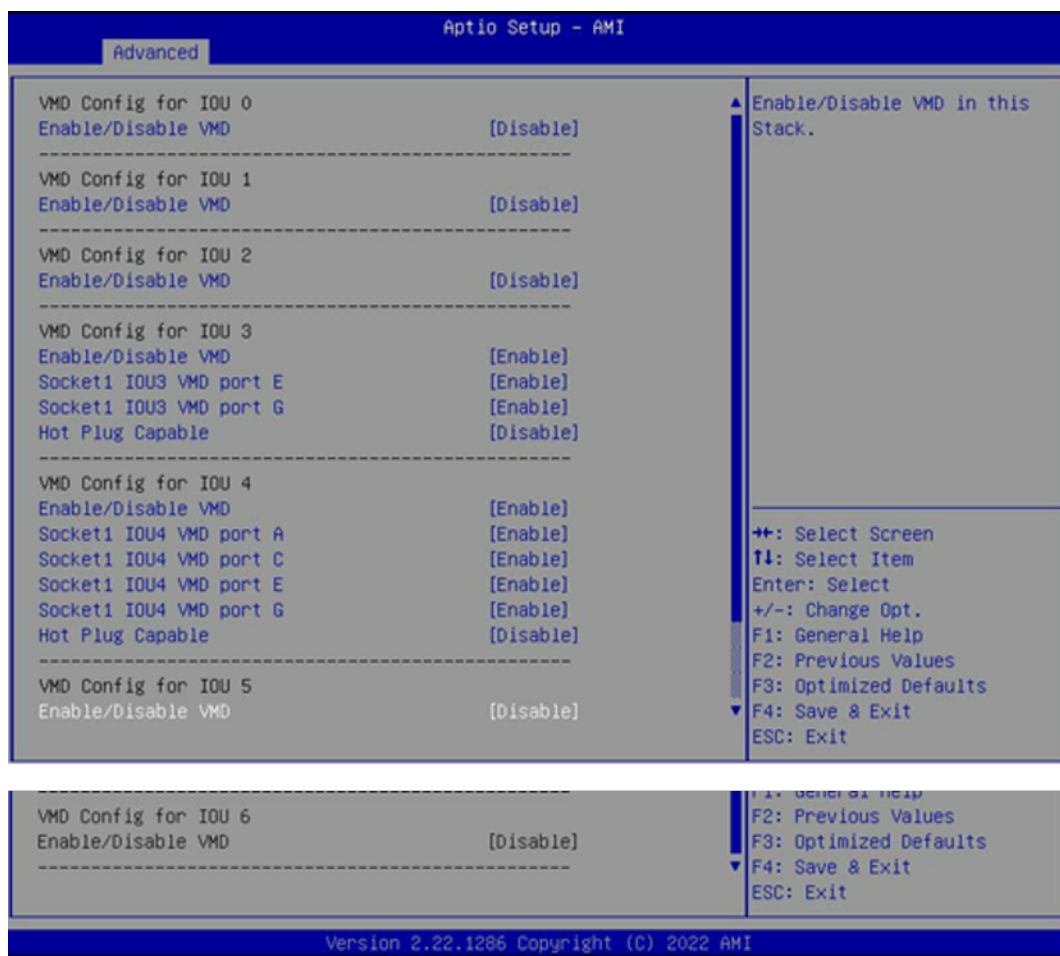 Aptio Setup – AMI
Advanced
VMD Config for IOU 0
Enable/Disable VMD [Disable]
------------------------------------------------------
VMD Config for IOU 1
Enable/Disable VMD [Disable]
------------------------------------------------------
VMD Config for IOU 2
Enable/Disable VMD [Disable]
------------------------------------------------------
VMD Config for IOU 3
Enable/Disable VMD [Enable]
Socket1 IOU3 VMD port E [Enable]
Socket1 IOU3 VMD port G [Enable]
Hot Plug Capable [Disable]
------------------------------------------------------
VMD Config for IOU 4
Enable/Disable VMD [Enable]
Socket1 IOU4 VMD port A [Enable]
Socket1 IOU4 VMD port C [Enable]
Socket1 IOU4 VMD port E [Enable]
Socket1 IOU4 VMD port G [Enable]
Hot Plug Capable [Disable]
------------------------------------------------------
VMD Config for IOU 5
Enable/Disable VMD [Disable]
Enable/Disable VMD in this
Stack.
→←: Select Screen
↑↓: Select Item
Enter: Select
+/-: Change Opt.
F1: General Help
F2: Previous Values
F3: Optimized Defaults
F4: Save & Exit
ESC: Exit
------------------------------------------------------
VMD Config for IOU 6
Enable/Disable VMD [Disable]
------------------------------------------------------
F1: General Help
F2: Previous Values
F3: Optimized Defaults
F4: Save & Exit
ESC: Exit
Version 2.22.1286 Copyright (C) 2022 AMI